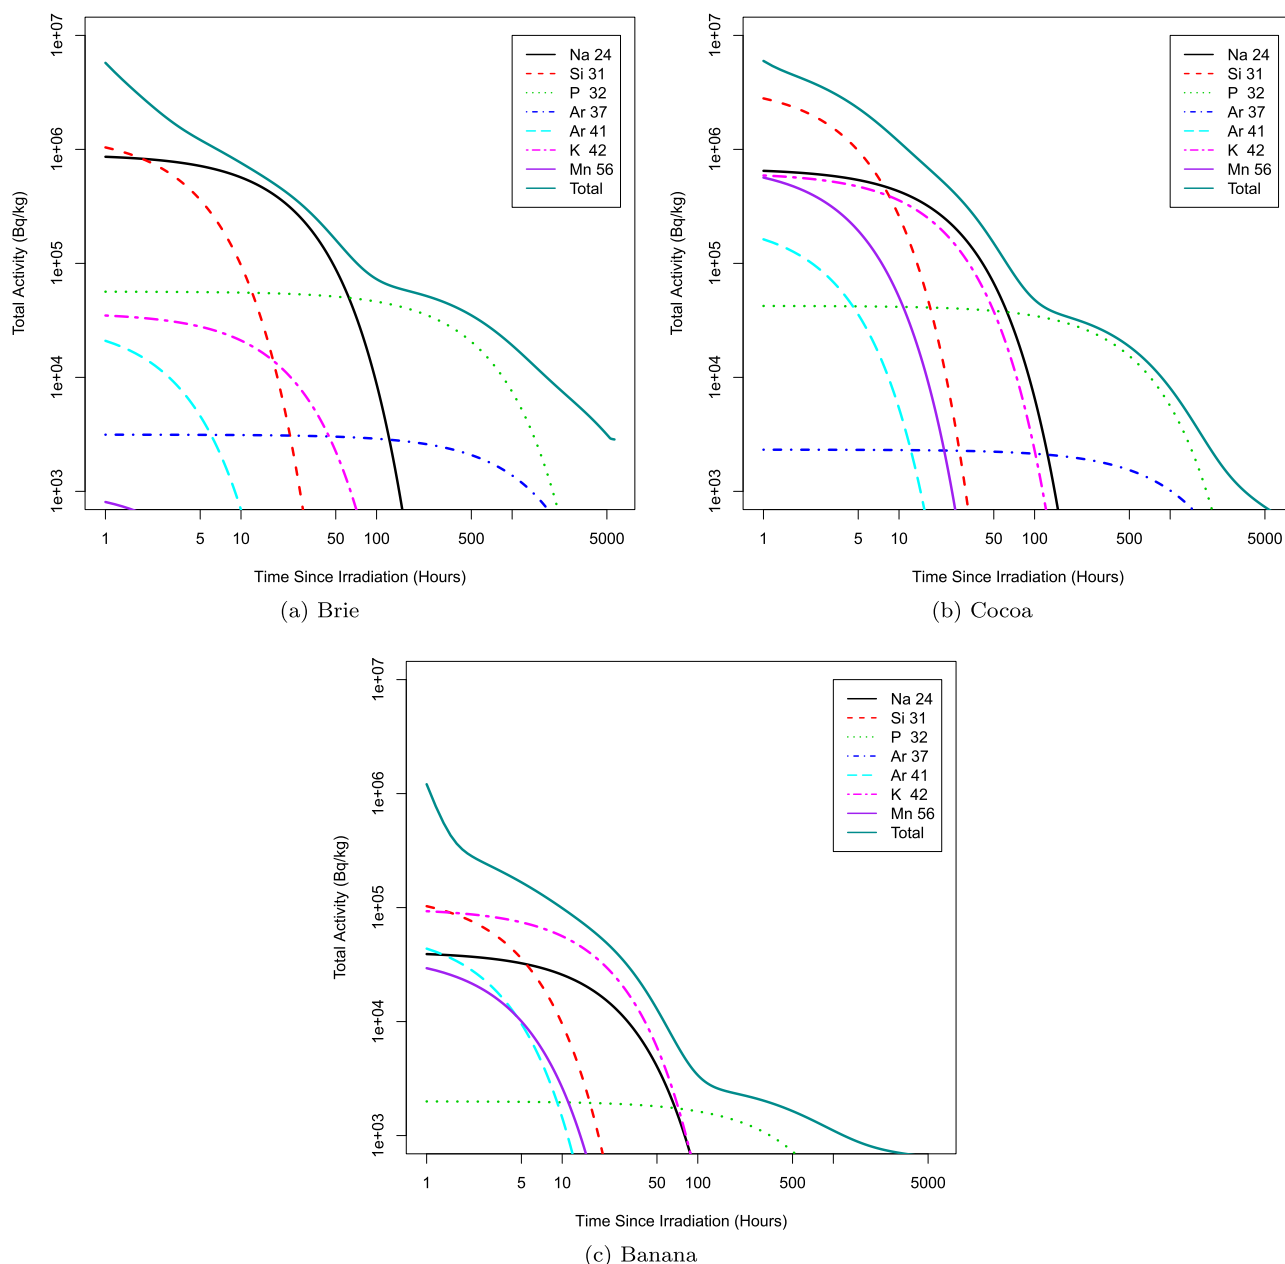 Total Activity (Bq/kg)
1e+07
1e+06
1e+05
1e+04
1e+03
Na 24
Si 31
P 32
Ar 37
Ar 41
K 42
Mn 56
Total
1 5 10 50 100 500 5000
Time Since Irradiation (Hours)
(a) Brie
Total Activity (Bq/kg)
1e+07
1e+06
1e+05
1e+04
1e+03
Na 24
Si 31
P 32
Ar 37
Ar 41
K 42
Mn 56
Total
1 5 10 50 100 500 5000
Time Since Irradiation (Hours)
(b) Cocoa
Total Activity (Bq/kg)
1e+07
1e+06
1e+05
1e+04
1e+03
Na 24
Si 31
P 32
Ar 37
Ar 41
K 42
Mn 56
Total
1 5 10 50 100 500 5000
Time Since Irradiation (Hours)
(c) Banana